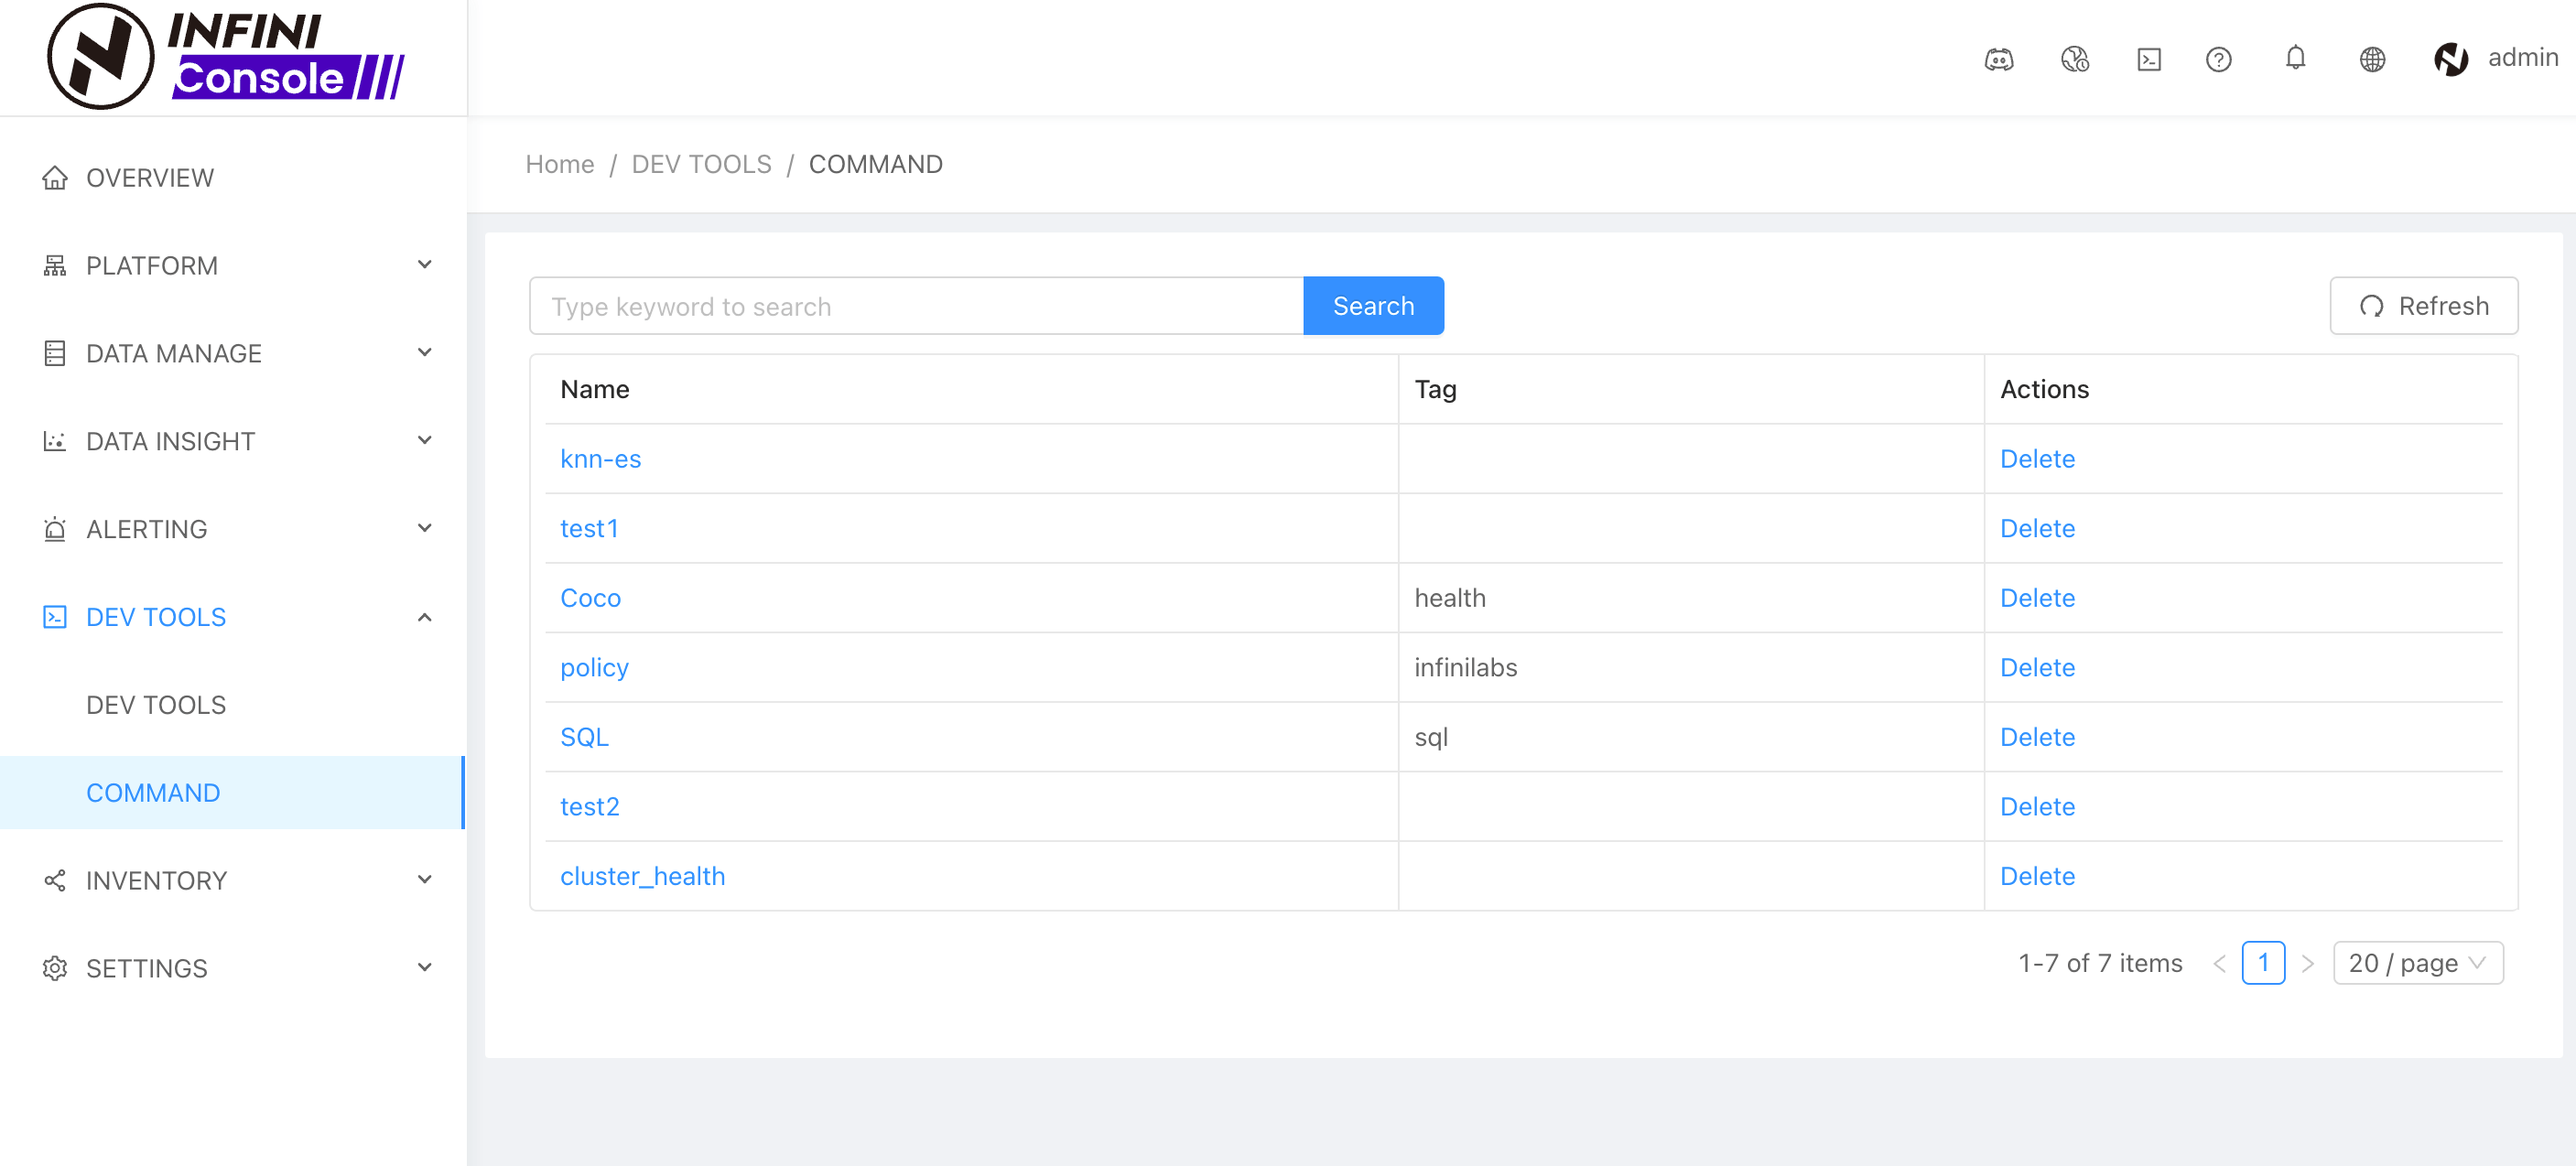 INFINI
Console
admin
OVERVIEW
PLATFORM
DATA MANAGE
DATA INSIGHT
ALERTING
DEV TOOLS
DEV TOOLS
COMMAND
INVENTORY
SETTINGS
Home / DEV TOOLS / COMMAND
Type keyword to search Search Refresh
Name Tag Actions
knn-es Delete
test1 Delete
Coco health Delete
policy infinilabs Delete
SQL sql Delete
test2 Delete
cluster_health Delete
1-7 of 7 items < 1 > 20 / page